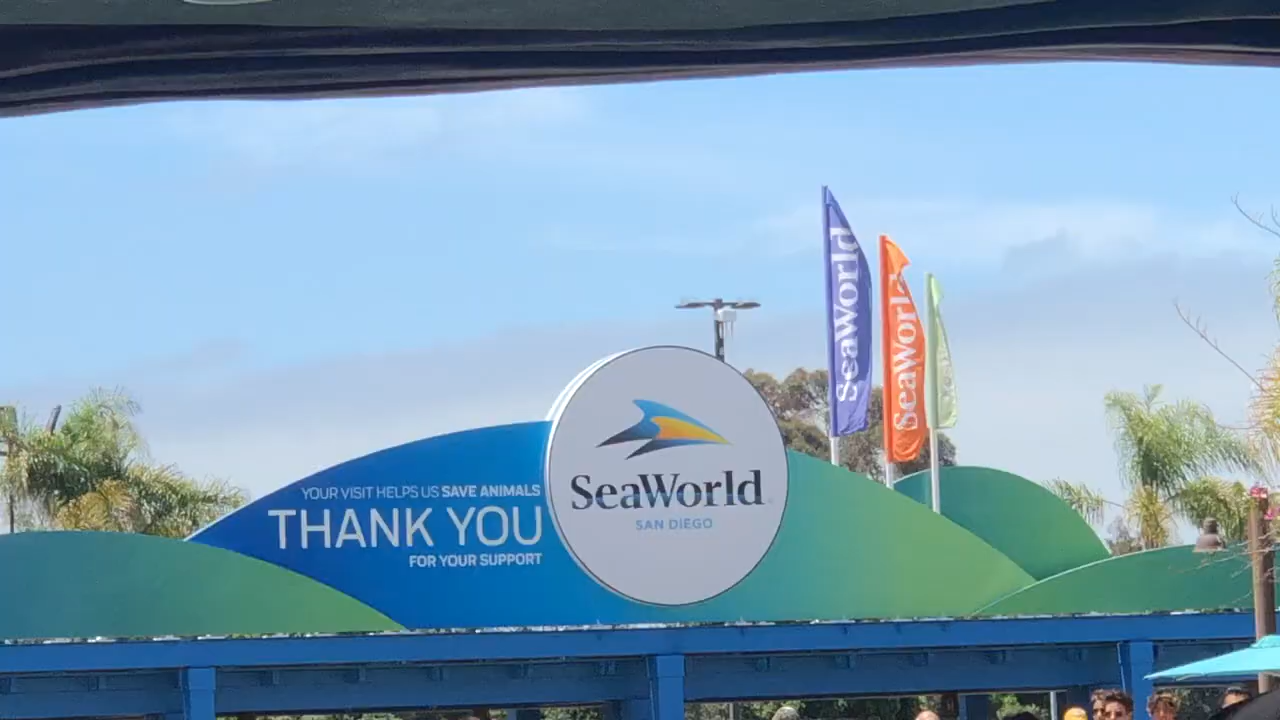 YOUR VISIT HELPS US SAVE ANIMALS
THANK YOU
FOR YOUR SUPPORT
SeaWorld
SAN DIEGO
SeaWorld
SeaWorld